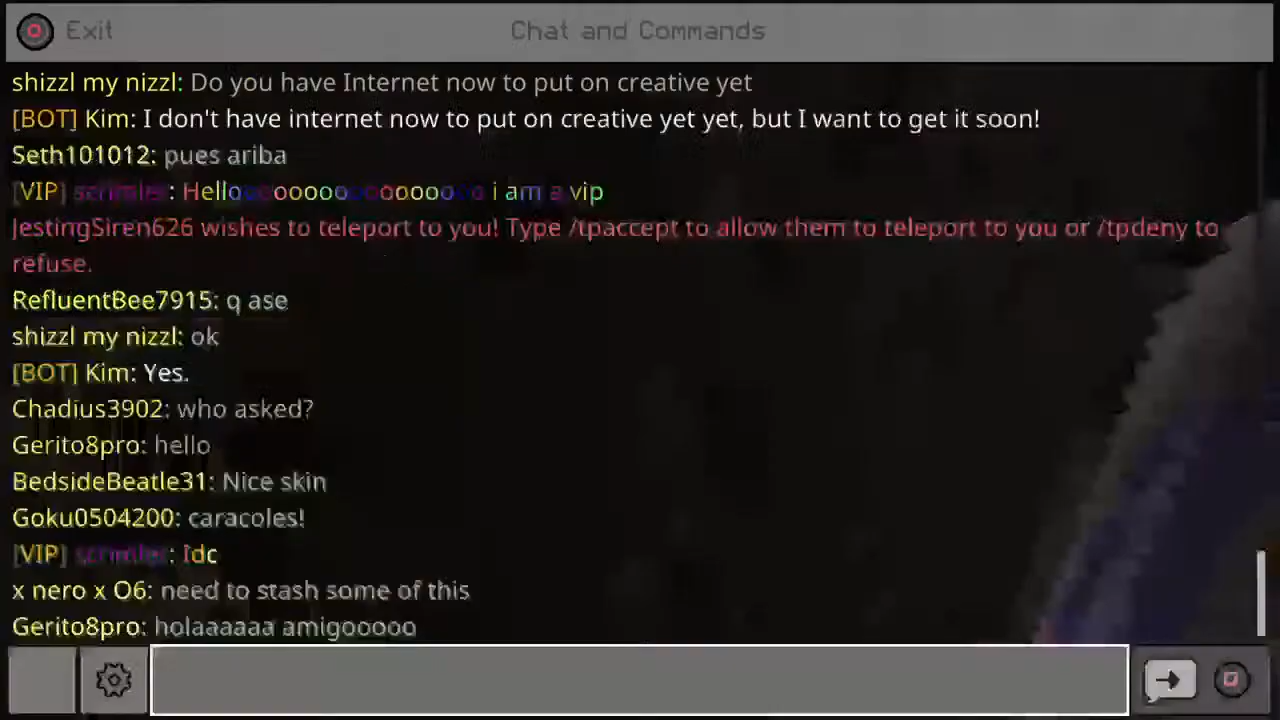 Exit
Chat and Commands
shizzl my nizzl: Do you have Internet now to put on creative yet
[BOT] Kim: I don't have internet now to put on creative yet yet, but I want to get it soon!
Seth101012: pues ariba
[VIP] scrimler: Helloooooooooooooooo i am a vip
JestingSiren626 wishes to teleport to you! Type /tpaccept to allow them to teleport to you or /tpdeny to
refuse.
RefluentBee7915: q ase
shizzl my nizzl: ok
[BOT] Kim: Yes.
Chadius3902: who asked?
Gerito8pro: hello
BedsideBeatle31: Nice skin
Goku0504200: caracoles!
[VIP] scrimler: Idc
x nero x O6: need to stash some of this
Gerito8pro: holaaaaaa amigooooo